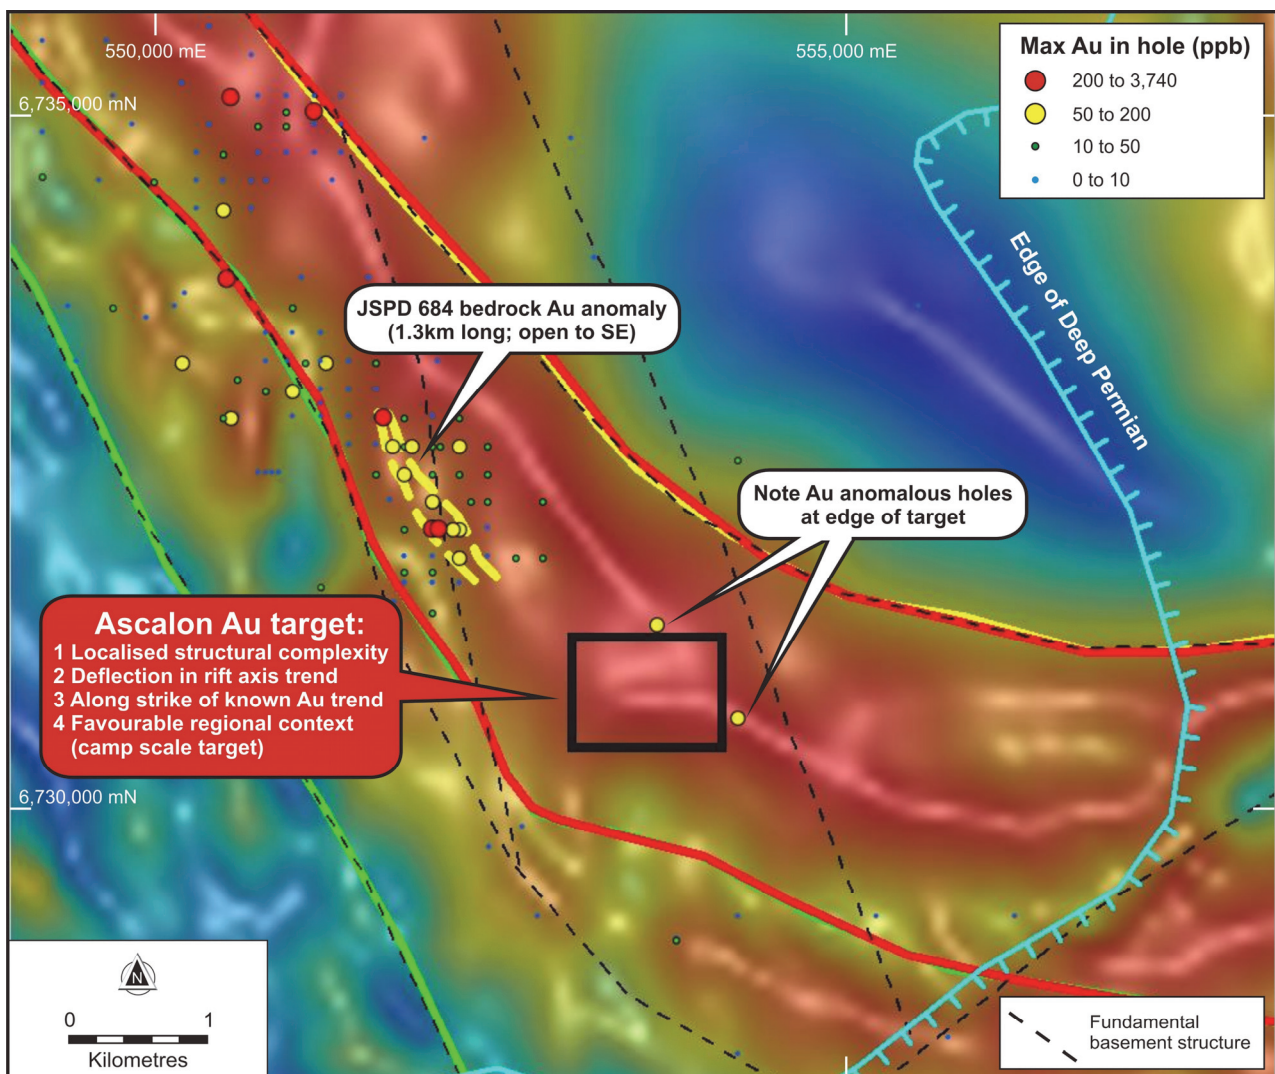 550,000 mE
555,000 mE
6,735,000 mN
Max Au in hole (ppb)
200 to 3,740
50 to 200
10 to 50
0 to 10
Edge of Deep Permian
JSPD 684 bedrock Au anomaly
(1.3km long; open to SE)
Note Au anomalous holes
at edge of target
Ascalon Au target:
1 Localised structural complexity
2 Deflection in rift axis trend
3 Along strike of known Au trend
4 Favourable regional context
(camp scale target)
6,730,000 mN
N
0 1
Kilometres
Fundamental
basement structure